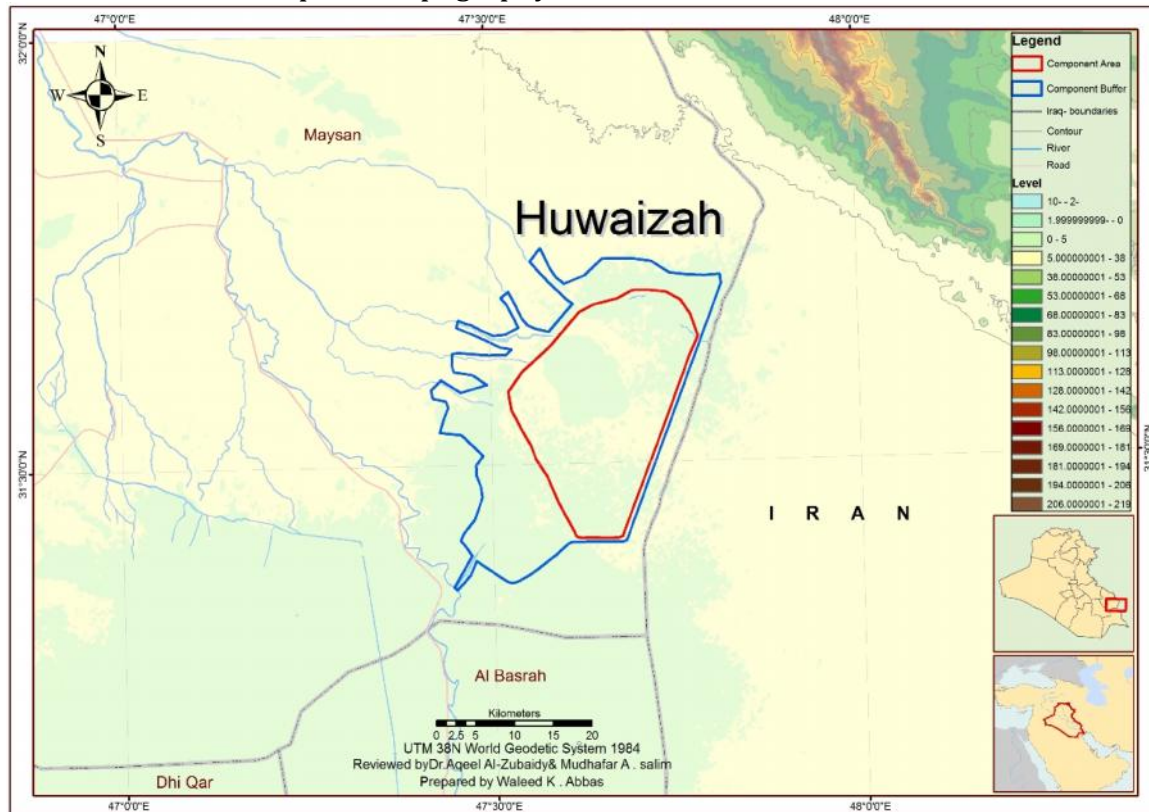 47°0'0"E
47°30'0"E
48°0'0"E
32°0'0"N
N
W
E
S
Maysan
Huwaizah
31°30'0"N
31°30'0"N
I R A N
Al Basrah
Dhi Qar
Kilometers
0 2.5 5 10 15 20
UTM 38N World Geodetic System 1984
Reviewed byDr.Aqeel Al-Zubaidy& Mudhafar A . salim
Prepared by Waleed K . Abbas
47°0'0"E
47°30'0"E
48°0'0"E
Legend
Component Area
Component Buffer
Iraq- boundaries
Contour
River
Road
Level
10- - 2-
1.999999999- - 0
0 - 5
5.000000001 - 38
38.00000001 - 53
53.00000001 - 68
68.00000001 - 83
83.00000001 - 98
98.00000001 - 113
113.0000001 - 128
128.0000001 - 142
142.0000001 - 156
156.0000001 - 169
169.0000001 - 181
181.0000001 - 194
194.0000001 - 206
206.0000001 - 219